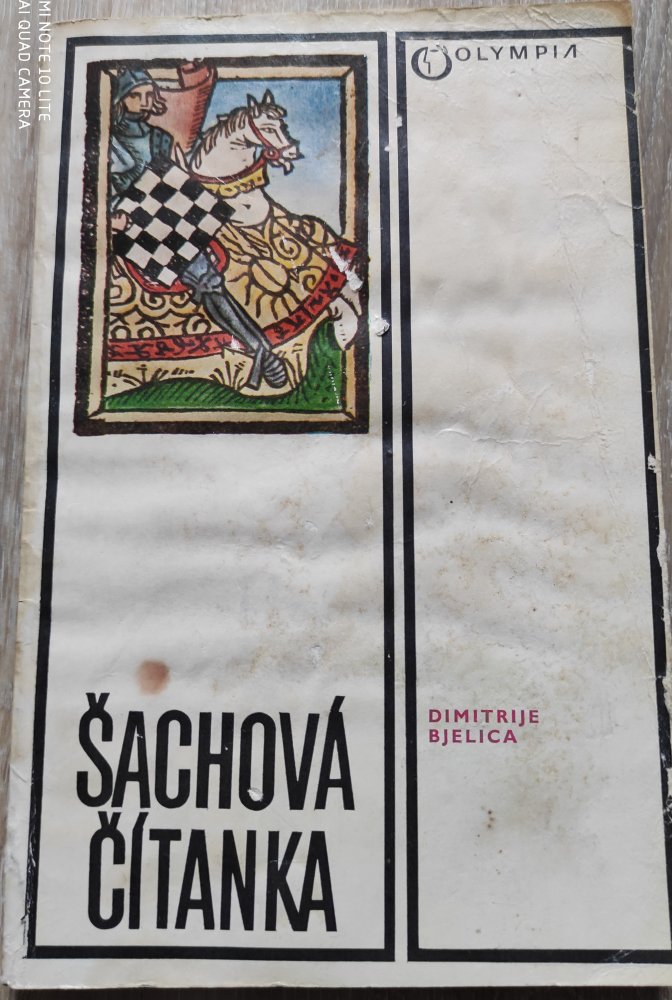 OLYMPIA
ŠACHOVÁ
ČÍTANKA
DIMITRIJE
BJELICA
MI NOTE 10 LITE
AI QUAD CAMERA